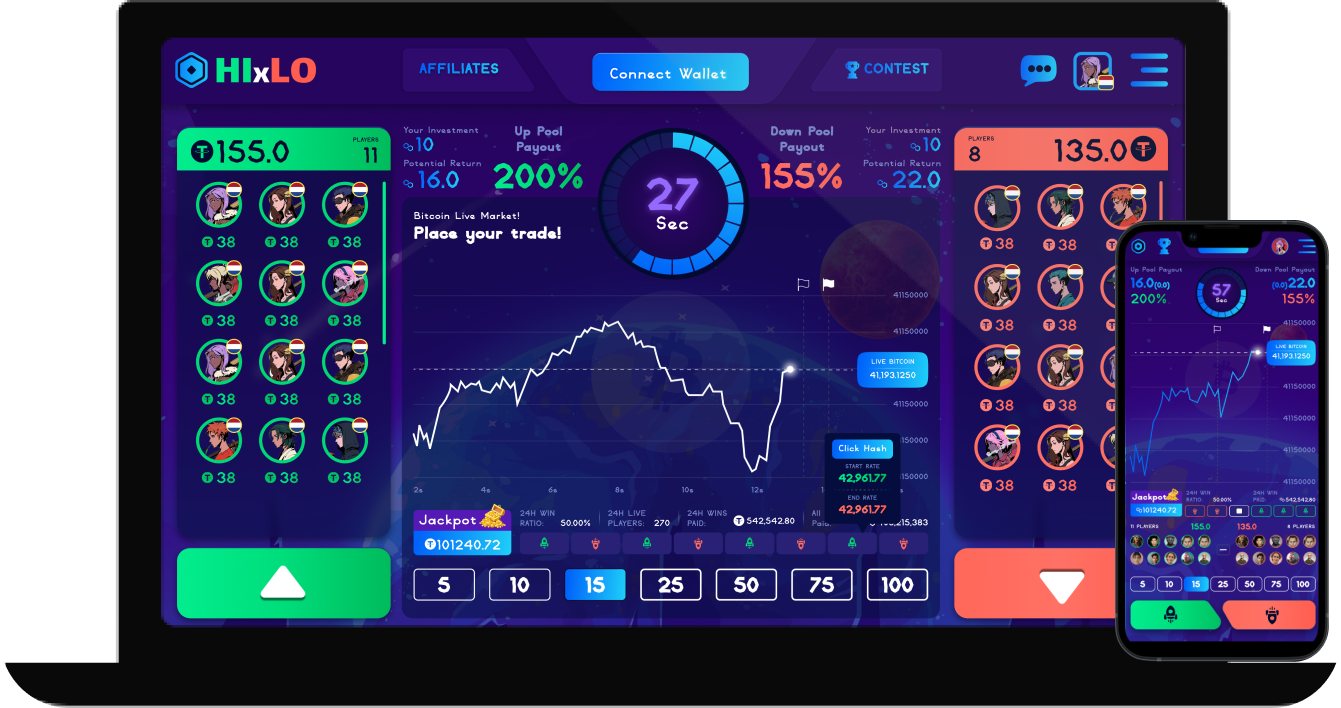 HIxLO
AFFILIATES
Connect Wallet
CONTEST
155.0
PLAYERS
11
38 38 38
38 38 38
38 38 38
38 38 38
Your Investment
10
Potential Return
16.0
Up Pool
Payout
200%
27
Sec
Down Pool
Payout
155%
Your Investment
10
Potential Return
22.0
Bitcoin Live Market!
Place your trade!
41150000
41150000
LIVE BITCOIN
41,193.1250
41150000
50000
1150000
2s 4s 6s 8s 10s 12s
Click Hash
START RATE
42,961.77
END RATE
42,961.77
Jackpot
101240.72
24H WIN
RATIO: 50.00%
24H LIVE
PLAYERS: 270
24H WINS
PAID: 542,542.80
All
Paid
215,383
5 10 15 25 50 75 100
PLAYERS
8
135.0
38 38
38 38
38 38
38 38
Up Pool Payout
16.0(0.0)
200%
57
Sec
Down Pool Payout
(0.0)22.0
155%
41150000
LIVE BITCOIN
41,193.1250
41150000
41150000
41150000
41150000
Jackpot
101240.72
24H WIN
RATIO: 50.00%
24H WIN
PAID: 542,542.80
11 PLAYERS
155.0
135.0
8 PLAYERS
5 10 15 25 50 75 100